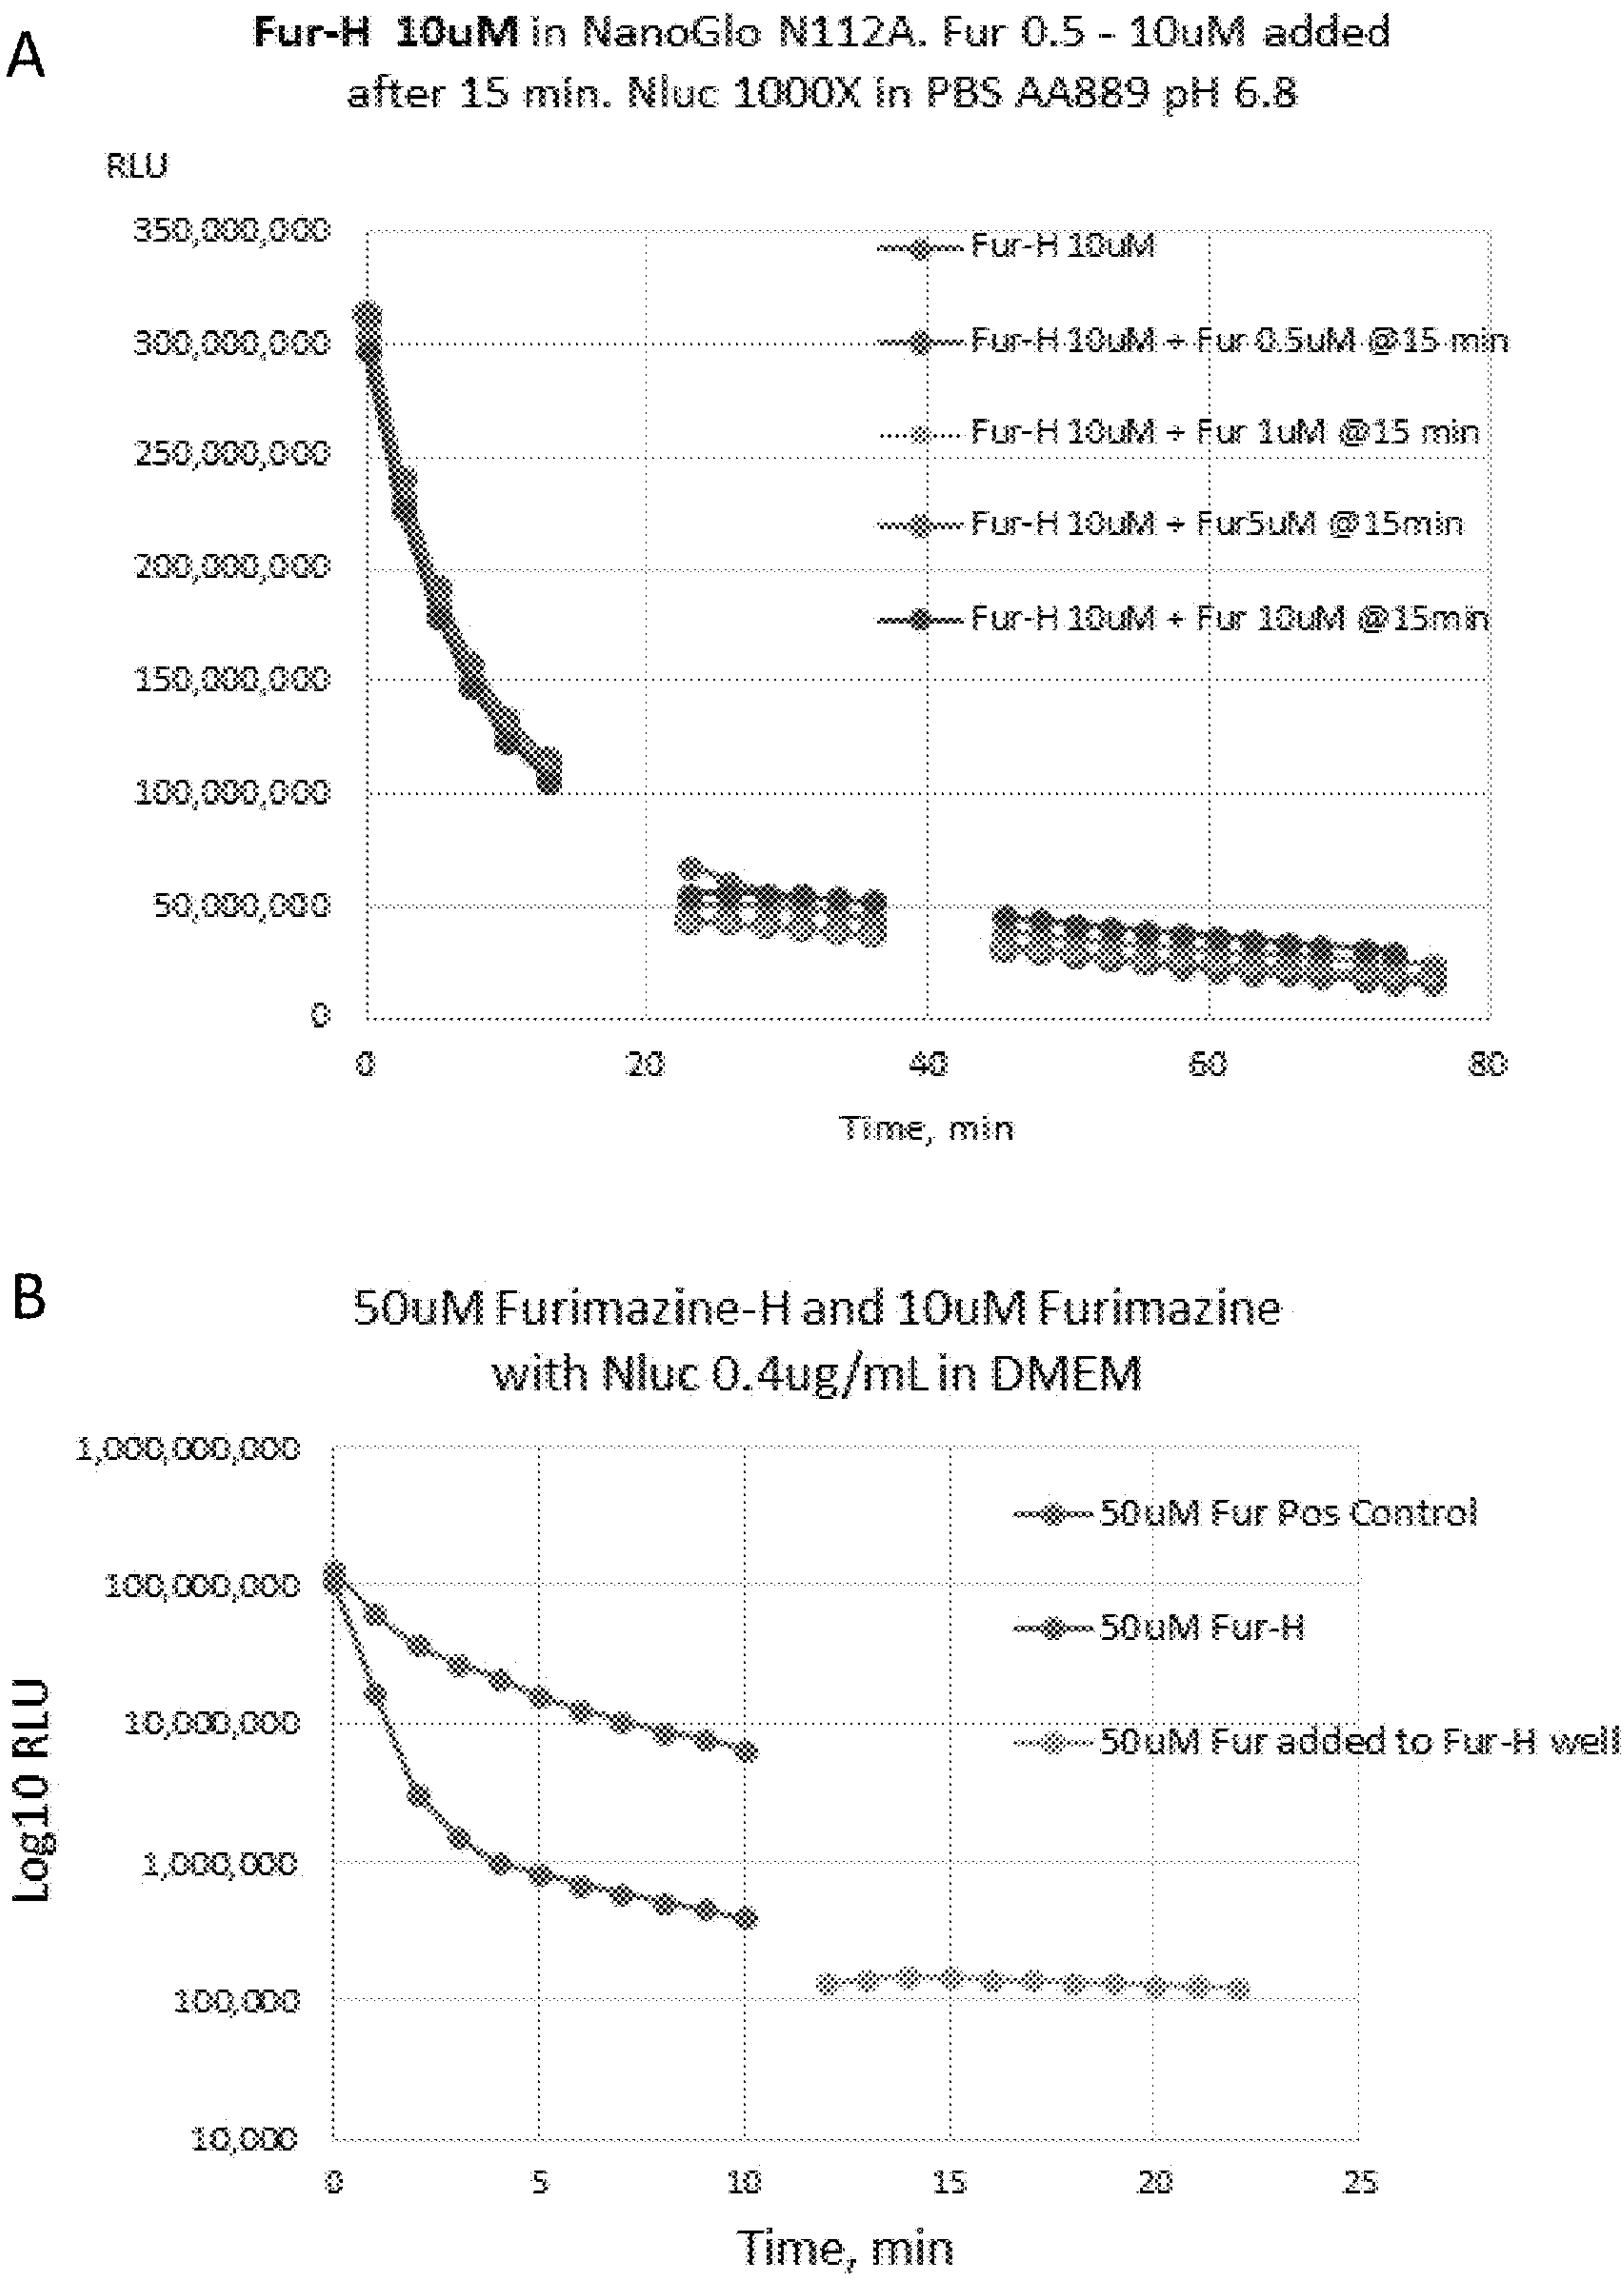 A
Fur-H 10uM in NanoGlo N112A. Fur 0.5 - 10uM added
after 15 min. Nluc 1000X in PBS AA889 pH 6.8
RLU
350,000,000
300,000,000
250,000,000
200,000,000
150,000,000
100,000,000
50,000,000
0
Fur-H 10uM
Fur-H 10uM + Fur 0.5uM @15 min
Fur-H 10uM + Fur 1uM @15 min
Fur-H 10uM + Fur5uM @15min
Fur-H 10uM + Fur 10uM @15min
0 20 40 60 80
Time, min
B
50uM Furimazine-H and 10uM Furimazine
with Nluc 0.4ug/mL in DMEM
Log10 RLU
1,000,000,000
100,000,000
10,000,000
1,000,000
100,000
10,000
50uM Fur Pos Control
50uM Fur-H
50uM Fur added to Fur-H well
0 5 10 15 20 25
Time, min